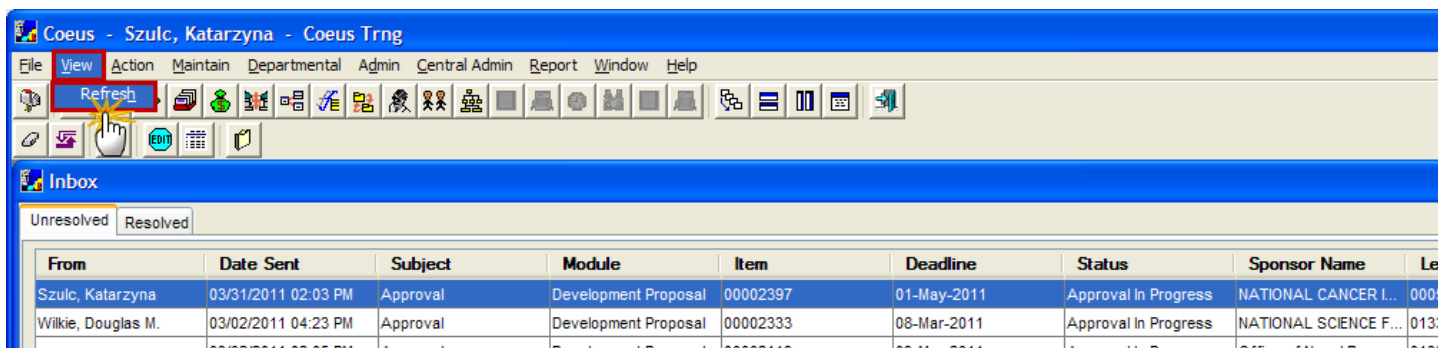 Coeus - Szulc, Katarzyna - Coeus Trng
File View Action Maintain Departmental Admin Central Admin Report Window Help
Refresh
EDIT
Inbox
Unresolved Resolved
From Date Sent Subject Module Item Deadline Status Sponsor Name Le
Szulc, Katarzyna 03/31/2011 02:03 PM Approval Development Proposal 00002397 01-May-2011 Approval In Progress NATIONAL CANCER I... 000
Wilkie, Douglas M. 03/02/2011 04:23 PM Approval Development Proposal 00002333 08-Mar-2011 Approval In Progress NATIONAL SCIENCE F... 013